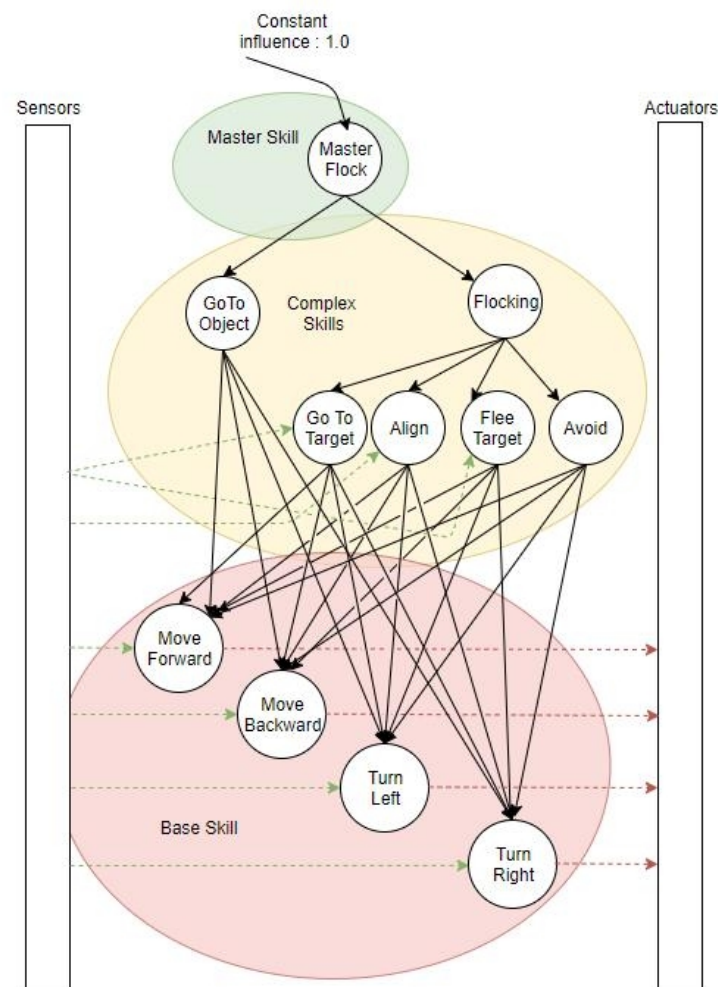 Constant
influence : 1.0
Sensors
Actuators
Master Skill
Master
Flock
GoTo
Object
Complex
Skills
Flocking
Go To
Target
Align
Flee
Target
Avoid
Move
Forward
Move
Backward
Turn
Left
Base Skill
Turn
Right